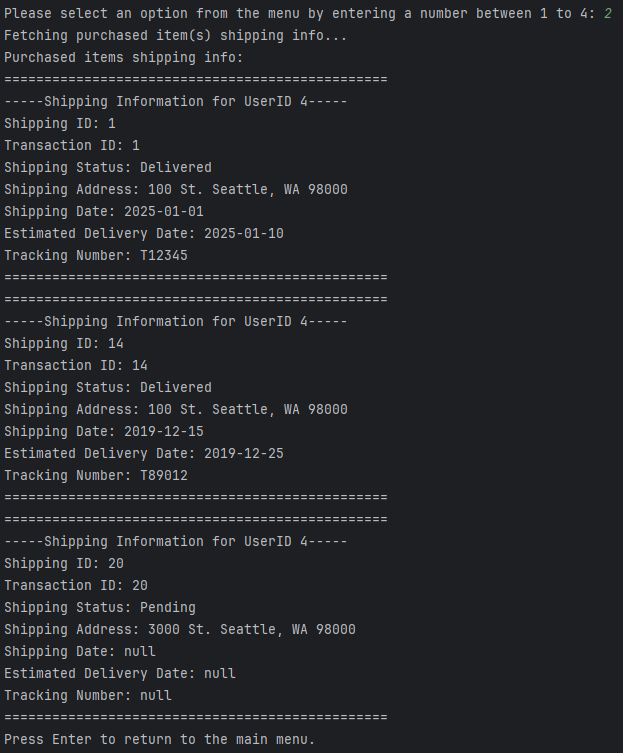 Please select an option from the menu by entering a number between 1 to 4: 2
Fetching purchased item(s) shipping info...
Purchased items shipping info:
================================================
-----Shipping Information for UserID 4-----
Shipping ID: 1
Transaction ID: 1
Shipping Status: Delivered
Shipping Address: 100 St. Seattle, WA 98000
Shipping Date: 2025-01-01
Estimated Delivery Date: 2025-01-10
Tracking Number: T12345
================================================
================================================
-----Shipping Information for UserID 4-----
Shipping ID: 14
Transaction ID: 14
Shipping Status: Delivered
Shipping Address: 100 St. Seattle, WA 98000
Shipping Date: 2019-12-15
Estimated Delivery Date: 2019-12-25
Tracking Number: T89012
================================================
================================================
-----Shipping Information for UserID 4-----
Shipping ID: 20
Transaction ID: 20
Shipping Status: Pending
Shipping Address: 3000 St. Seattle, WA 98000
Shipping Date: null
Estimated Delivery Date: null
Tracking Number: null
================================================
Press Enter to return to the main menu.